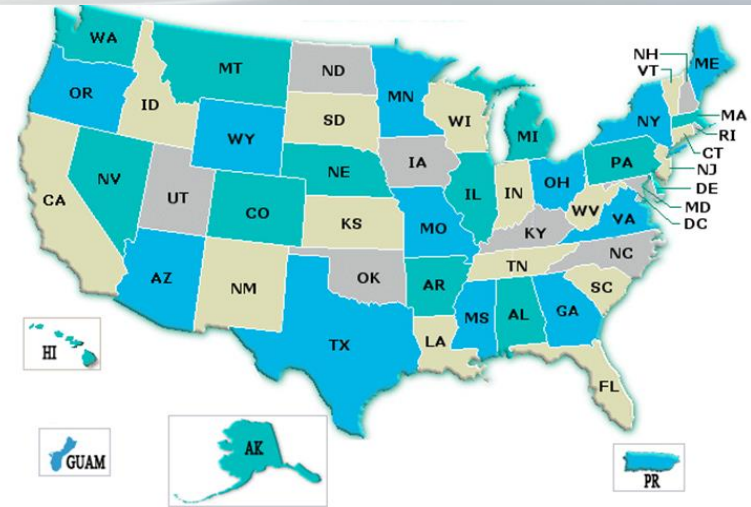 WA
MT
ND
MN
OR
ID
WY
SD
WI
MI
NH
VT
ME
NY
MA
RI
CT
NJ
DE
MD
DC
PA
NV
UT
CA
CO
NE
IA
IL
IN
OH
WV
VA
KS
MO
KY
NC
TN
AZ
NM
OK
AR
SC
TX
LA
MS
AL
GA
FL
HI
GUAM
AK
PR